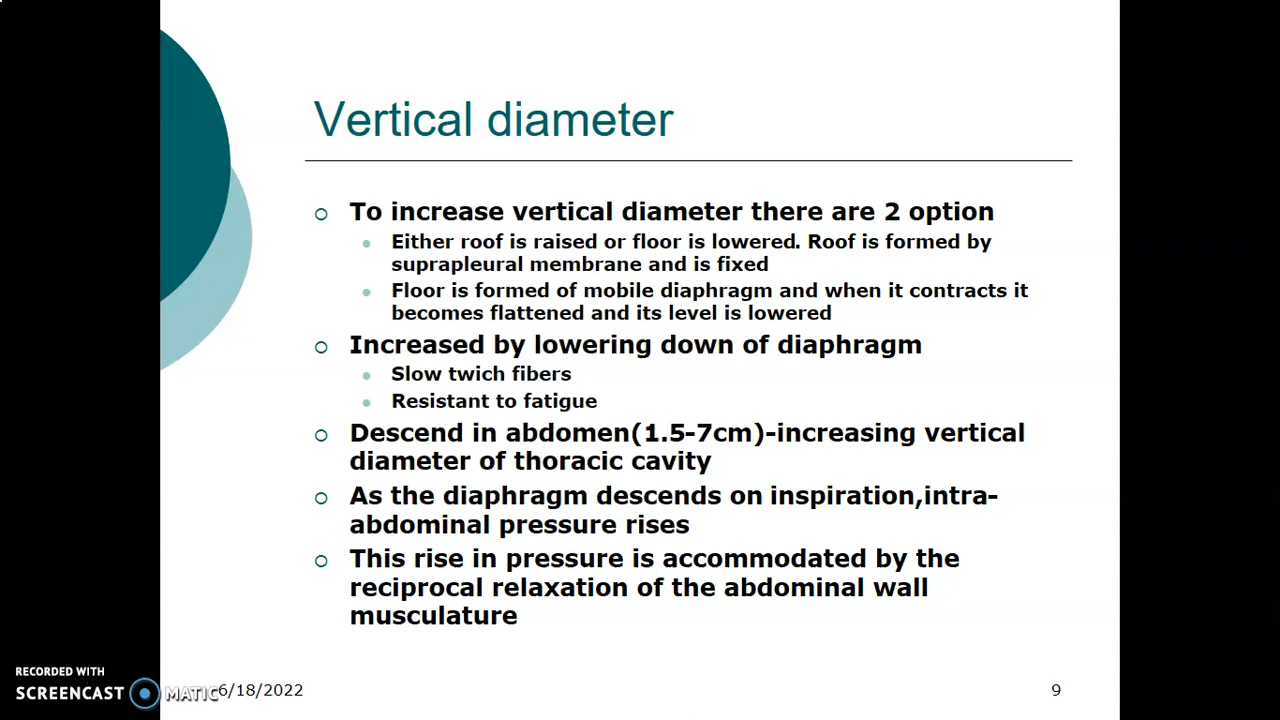 Vertical diameter
To increase vertical diameter there are 2 option
Either roof is raised or floor is lowered. Roof is formed by
suprapleural membrane and is fixed
Floor is formed of mobile diaphragm and when it contracts it
becomes flattened and its level is lowered
Increased by lowering down of diaphragm
Slow twich fibers
Resistant to fatigue
Descend in abdomen(1.5-7cm)-increasing vertical
diameter of thoracic cavity
As the diaphragm descends on inspiration,intra-
abdominal pressure rises
This rise in pressure is accommodated by the
reciprocal relaxation of the abdominal wall
musculature
RECORDED WITH
SCREENCAST MATIC
6/18/2022
9